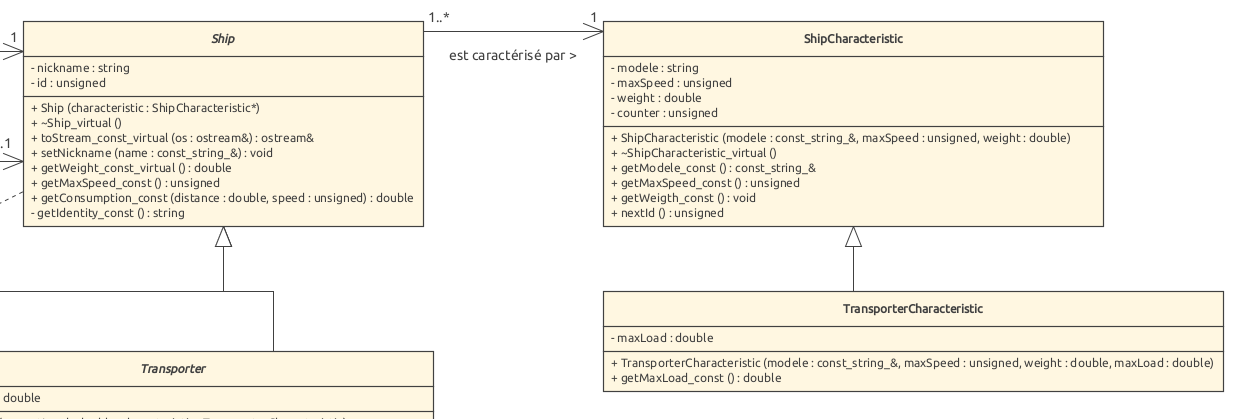 1
.1
Ship
- nickname : string
- id : unsigned
+ Ship (characteristic : ShipCharacteristic*)
+ ~Ship_virtual ()
+ toStream_const_virtual (os : ostream&) : ostream&
+ setNickname (name : const_string_&) : void
+ getWeight_const_virtual () : double
+ getMaxSpeed_const () : unsigned
+ getConsumption_const (distance : double, speed : unsigned) : double
- getIdentity_const () : string
1..*
1
est caractérisé par >
ShipCharacteristic
- modele : string
- maxSpeed : unsigned
- weight : double
- counter : unsigned
+ ShipCharacteristic (modele : const_string_&, maxSpeed : unsigned, weight : double)
+ ~ShipCharacteristic_virtual ()
+ getModele_const () : const_string_&
+ getMaxSpeed_const () : unsigned
+ getWeigth_const () : void
+ nextId () : unsigned
Transporter
double
TransporterCharacteristic
- maxLoad : double
+ TransporterCharacteristic (modele : const_string_&, maxSpeed : unsigned, weight : double, maxLoad : double)
+ getMaxLoad_const () : double